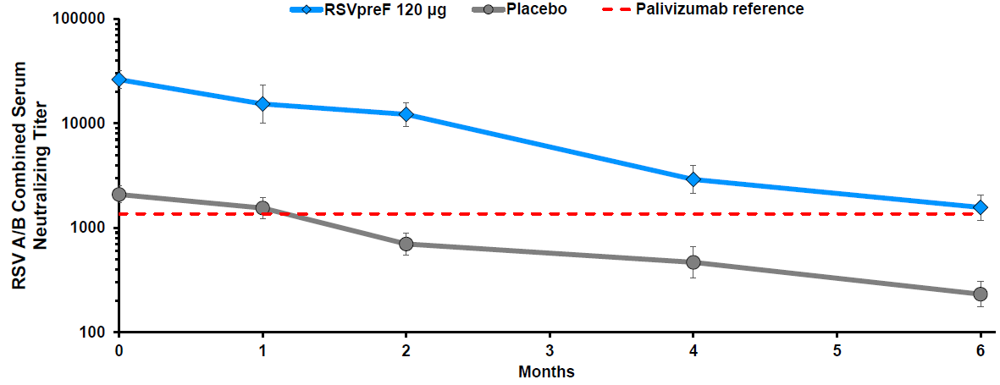 RSVpreF 120 µg Placebo Palivizumab reference
RSV A/B Combined Serum
Neutralizing Titer
100000
10000
1000
100
0 1 2 3 4 5 6
Months